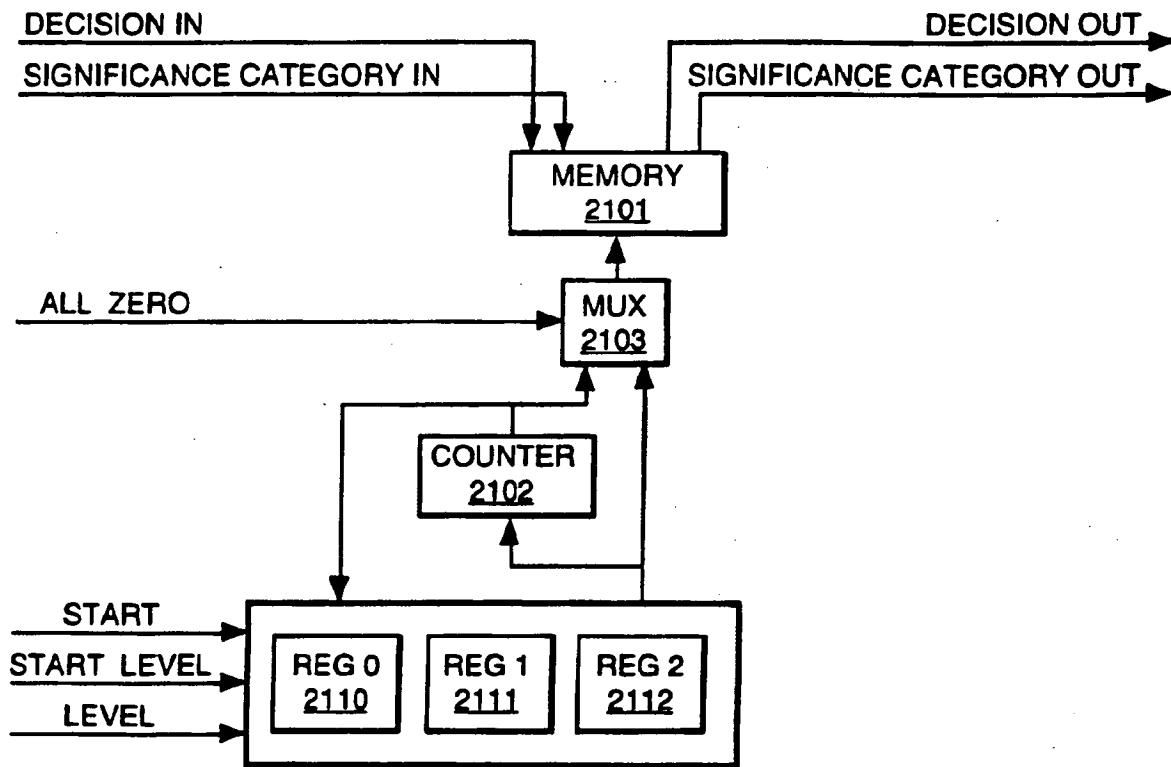 DECISION IN
DECISION OUT
SIGNIFICANCE CATEGORY IN
SIGNIFICANCE CATEGORY OUT
MEMORY
2101
ALL ZERO
MUX
2103
COUNTER
2102
START
START LEVEL
LEVEL
REG 0
2110
REG 1
2111
REG 2
2112